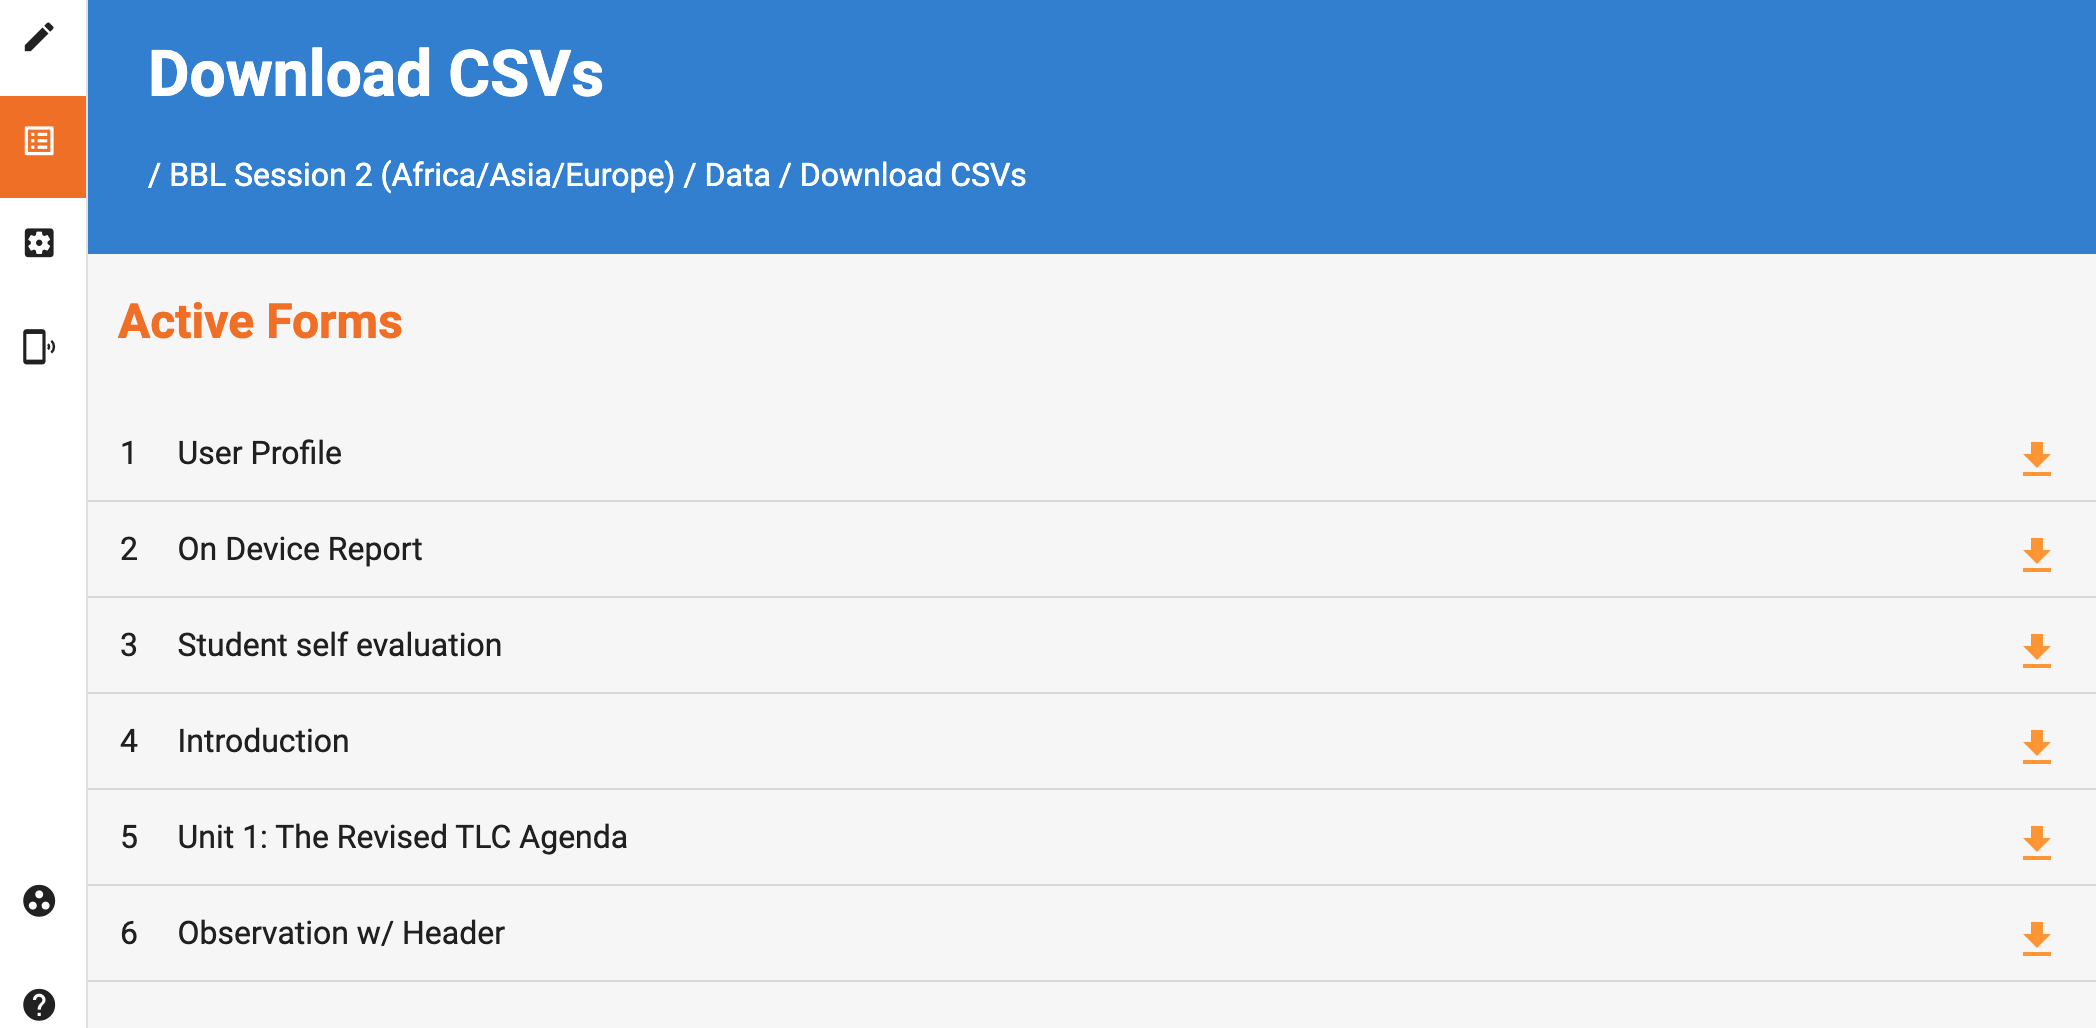 Download CSVs
/ BBL Session 2 (Africa/Asia/Europe) / Data / Download CSVs
Active Forms
1 User Profile
2 On Device Report
3 Student self evaluation
4 Introduction
5 Unit 1: The Revised TLC Agenda
6 Observation w/ Header